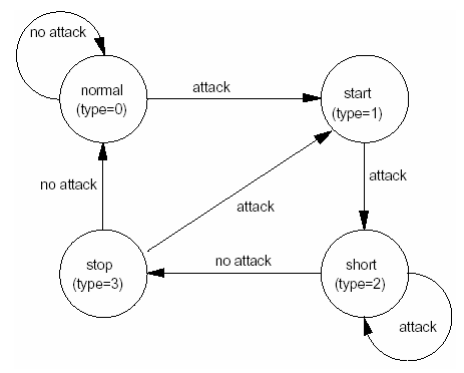 no attack
normal
(type=0)
attack
start
(type=1)
no attack
attack
attack
stop
(type=3)
no attack
short
(type=2)
attack